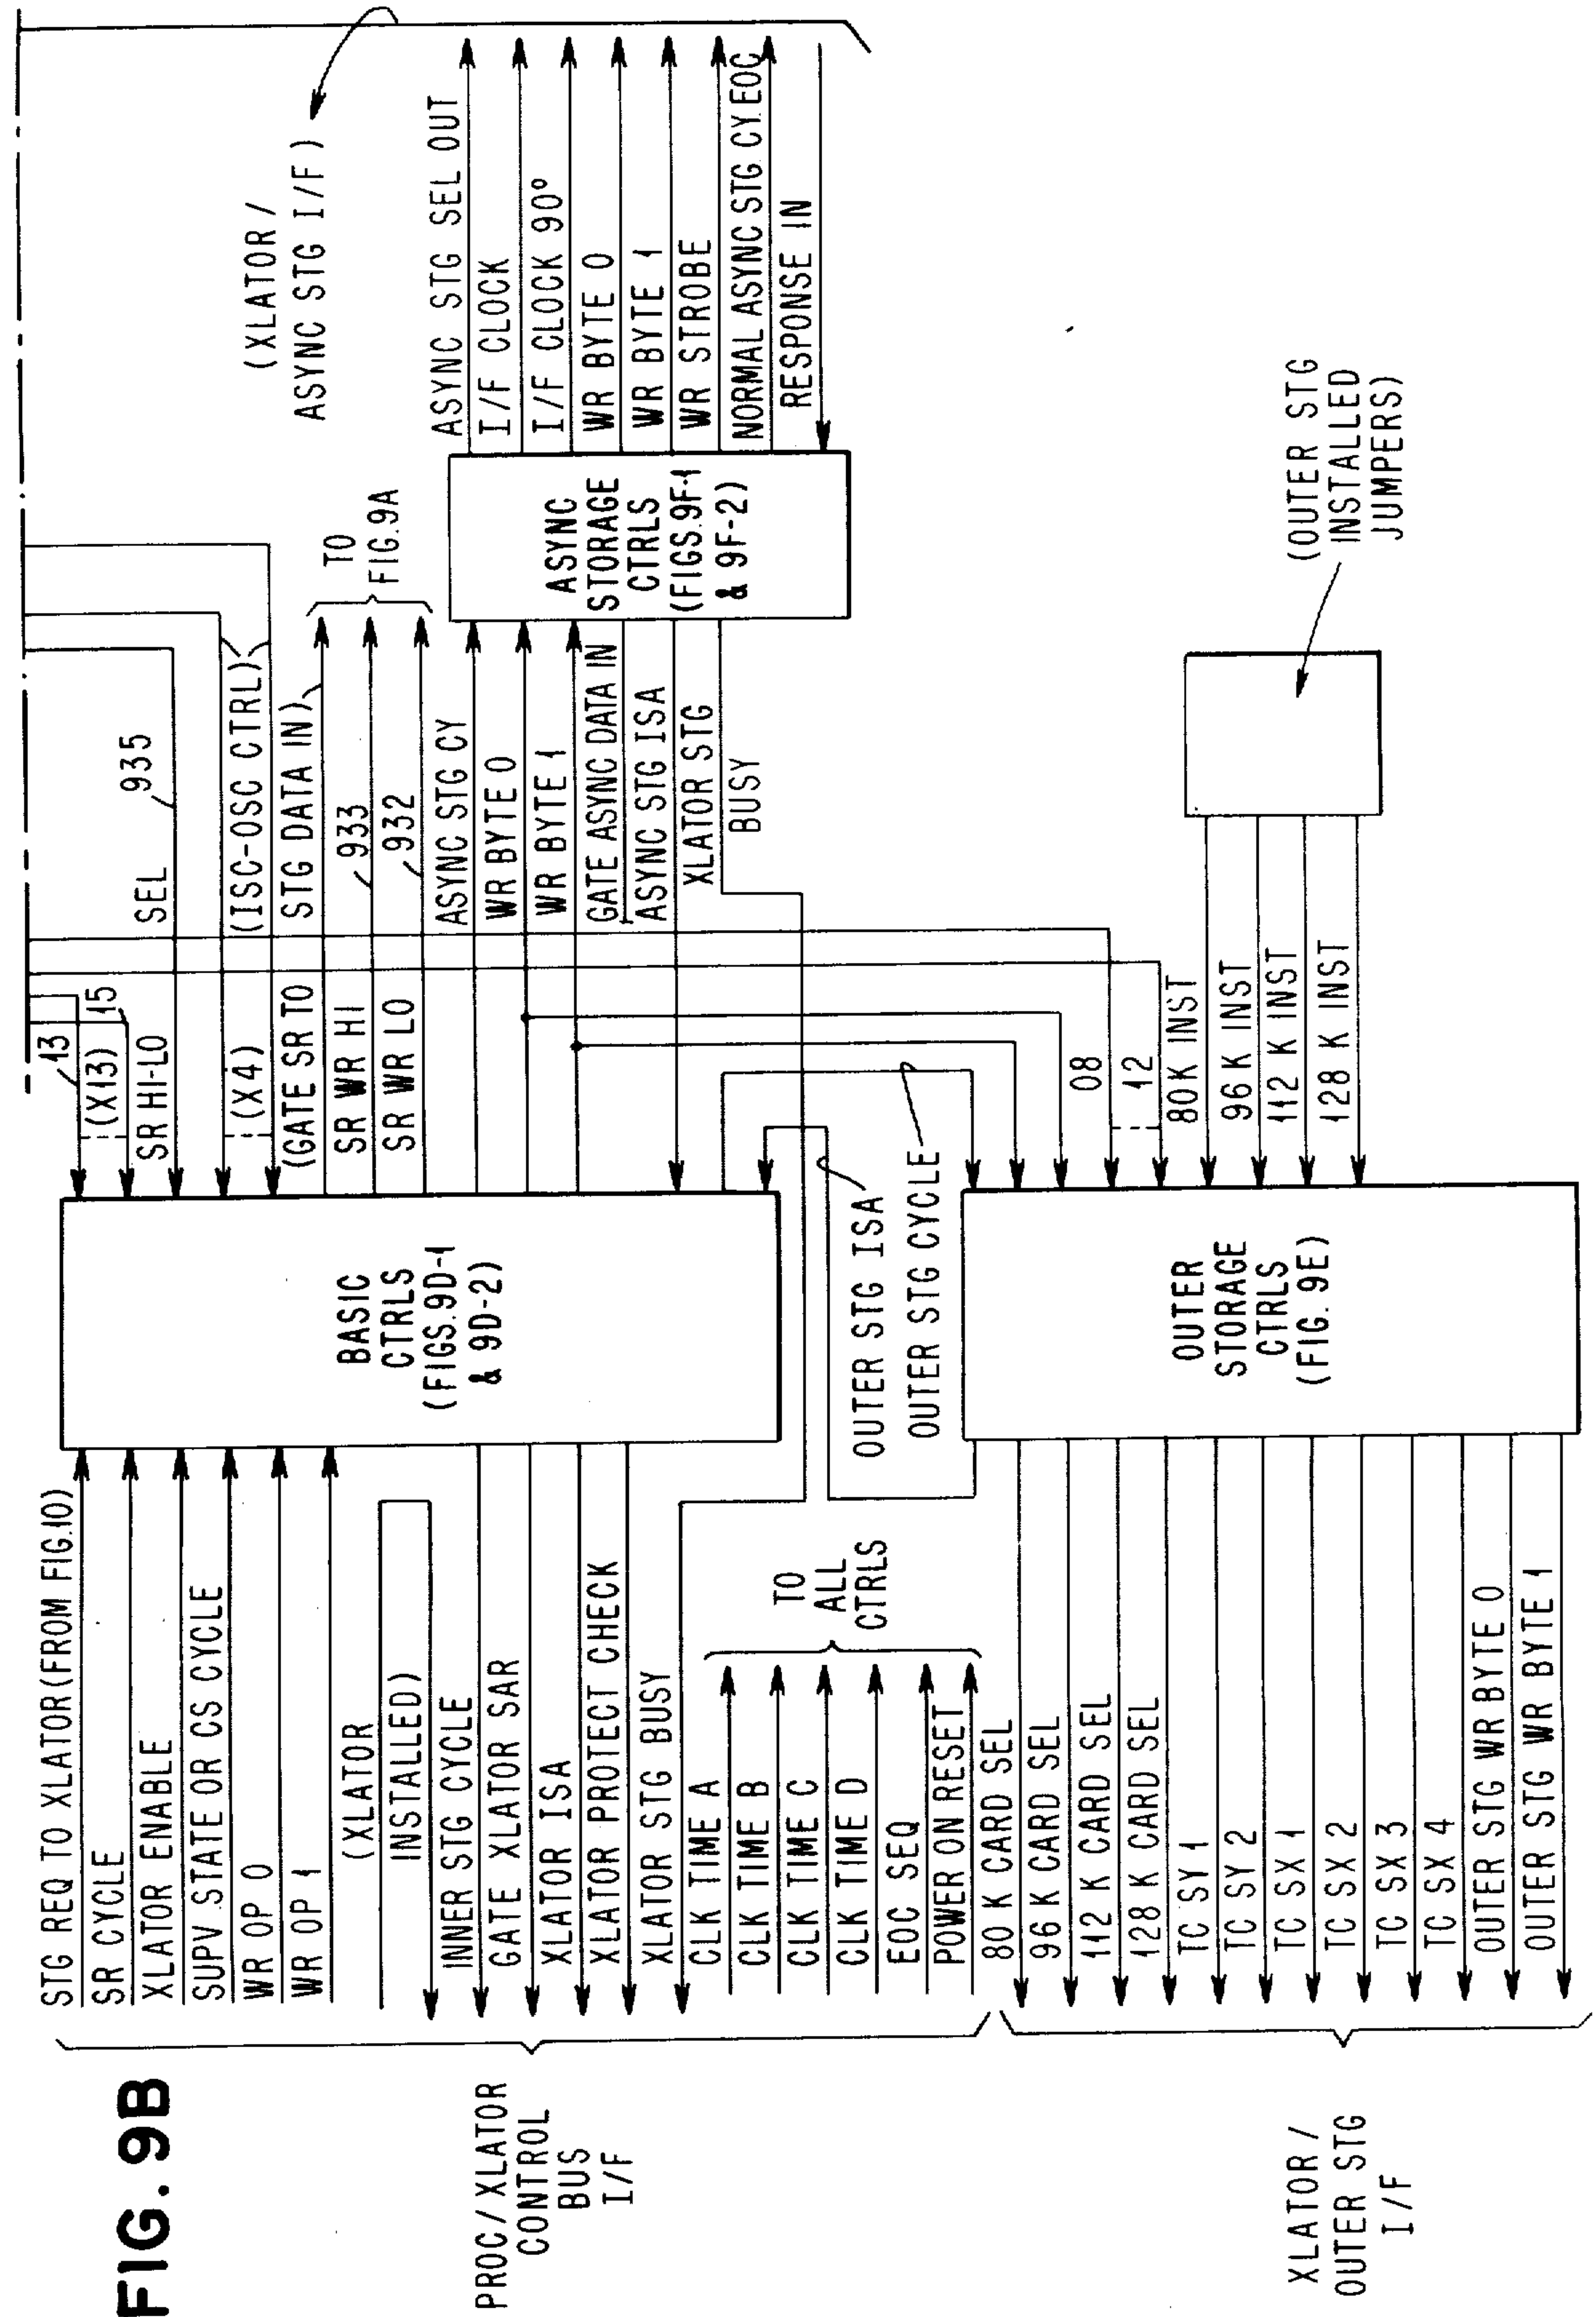 FIG. 9B
PROC/XLATOR
CONTROL
BUS
I/F
XLATOR/
OUTER STG
I/F
STG REQ TO XLATOR (FROM FIG.10)
SR CYCLE
XLATOR ENABLE
SUPV STATE OR CS CYCLE
WR OP 0
WR OP 1
(XLATOR
INSTALLED)
INNER STG CYCLE
GATE XLATOR SAR
XLATOR ISA
XLATOR PROTECT CHECK
XLATOR STG BUSY
CLK TIME A
CLK TIME B
CLK TIME C
CLK TIME D
EOC SEQ
POWER ON RESET
TO
ALL
CTRLS
80 K CARD SEL
96 K CARD SEL
112 K CARD SEL
128 K CARD SEL
TC SY 1
TC SY 2
TC SX 1
TC SX 2
TC SX 3
TC SX 4
OUTER STG WR BYTE 0
OUTER STG WR BYTE 1
BASIC
CTRLS
(FIGS.9D-1
& 9D-2)
OUTER STG ISA
OUTER STG CYCLE
OUTER
STORAGE
CTRLS
(FIG. 9E)
13
(X13)
15
SR HI-LO SEL
935
(X4)
(ISC-OSC CTRL)
(GATE SR TO STG DATA IN)
SR WR HI
933
SR WR LO
932
TO
FIG.9A
ASYNC STG CY
WR BYTE 0
WR BYTE 1
GATE ASYNC DATA IN
ASYNC STG ISA
XLATOR STG
BUSY
08
12
80K INST
96 K INST
112 K INST
128 K INST
(OUTER STG
INSTALLED
JUMPERS)
ASYNC
STORAGE
CTRLS
(FIGS.9F-1
& 9F-2)
(XLATOR/
ASYNC STG I/F)
ASYNC STG SEL OUT
I/F CLOCK
I/F CLOCK 90°
WR BYTE 0
WR BYTE 1
WR STROBE
NORMAL ASYNC STG CY.EOC
RESPONSE IN